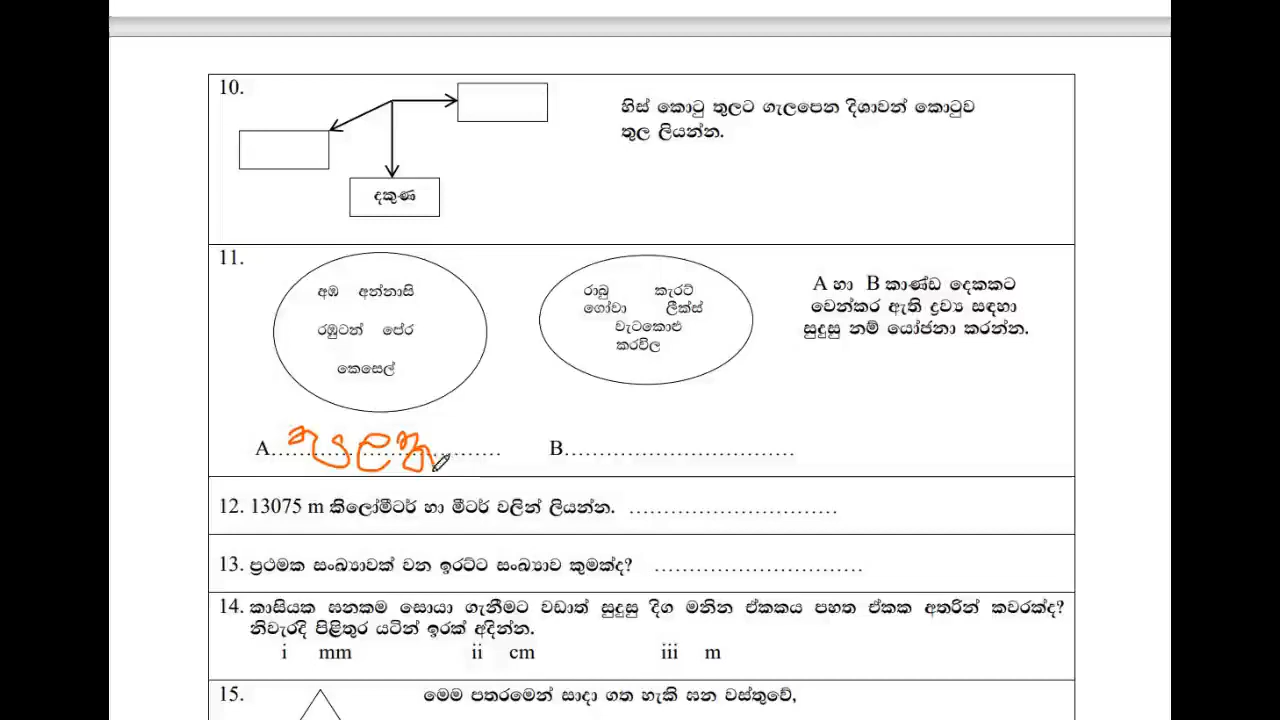 10.
හිස් කොටු තුලට ගැලපෙන දිශාවන් කොටුව
තුල ලියන්න.
දකුණ
11.
අඹ අන්නාසි
රඹුටන් පේර
කෙසෙල්
රාබු කැරට්
ගෝවා ලීක්ස්
වැටකොළු
කරවිල
A හා B කාණ්ඩ දෙකකට
වෙන්කර ඇති ද්‍රව්‍ය සඳහා
සුදුසු නම් යෝජනා කරන්න.
A................................. B.................................
12. 13075 m කිලෝමීටර් හා මීටර් වලින් ලියන්න. ..............................
13. ප්‍රථමක සංඛ්‍යාවක් වන ඉරට්ට සංඛ්‍යාව කුමක්ද? ..............................
14. කාසියක ඝනකම සොයා ගැනීමට වඩාත් සුදුසු දිග මනින ඒකකය පහත ඒකක අතරින් කවරක්ද?
නිවැරදි පිළිතුර යටින් ඉරක් අදින්න.
i mm ii cm iii m
15. මෙම පතරමෙන් සාදා ගත හැකි ඝන වස්තුවේ,